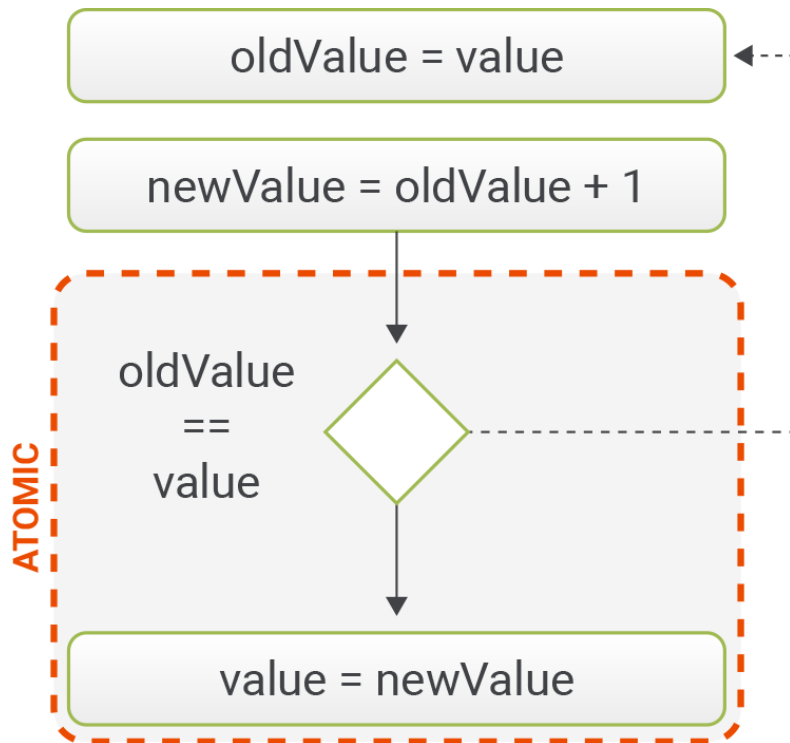 oldValue = value
newValue = oldValue + 1
oldValue
==
value
ATOMIC
value = newValue